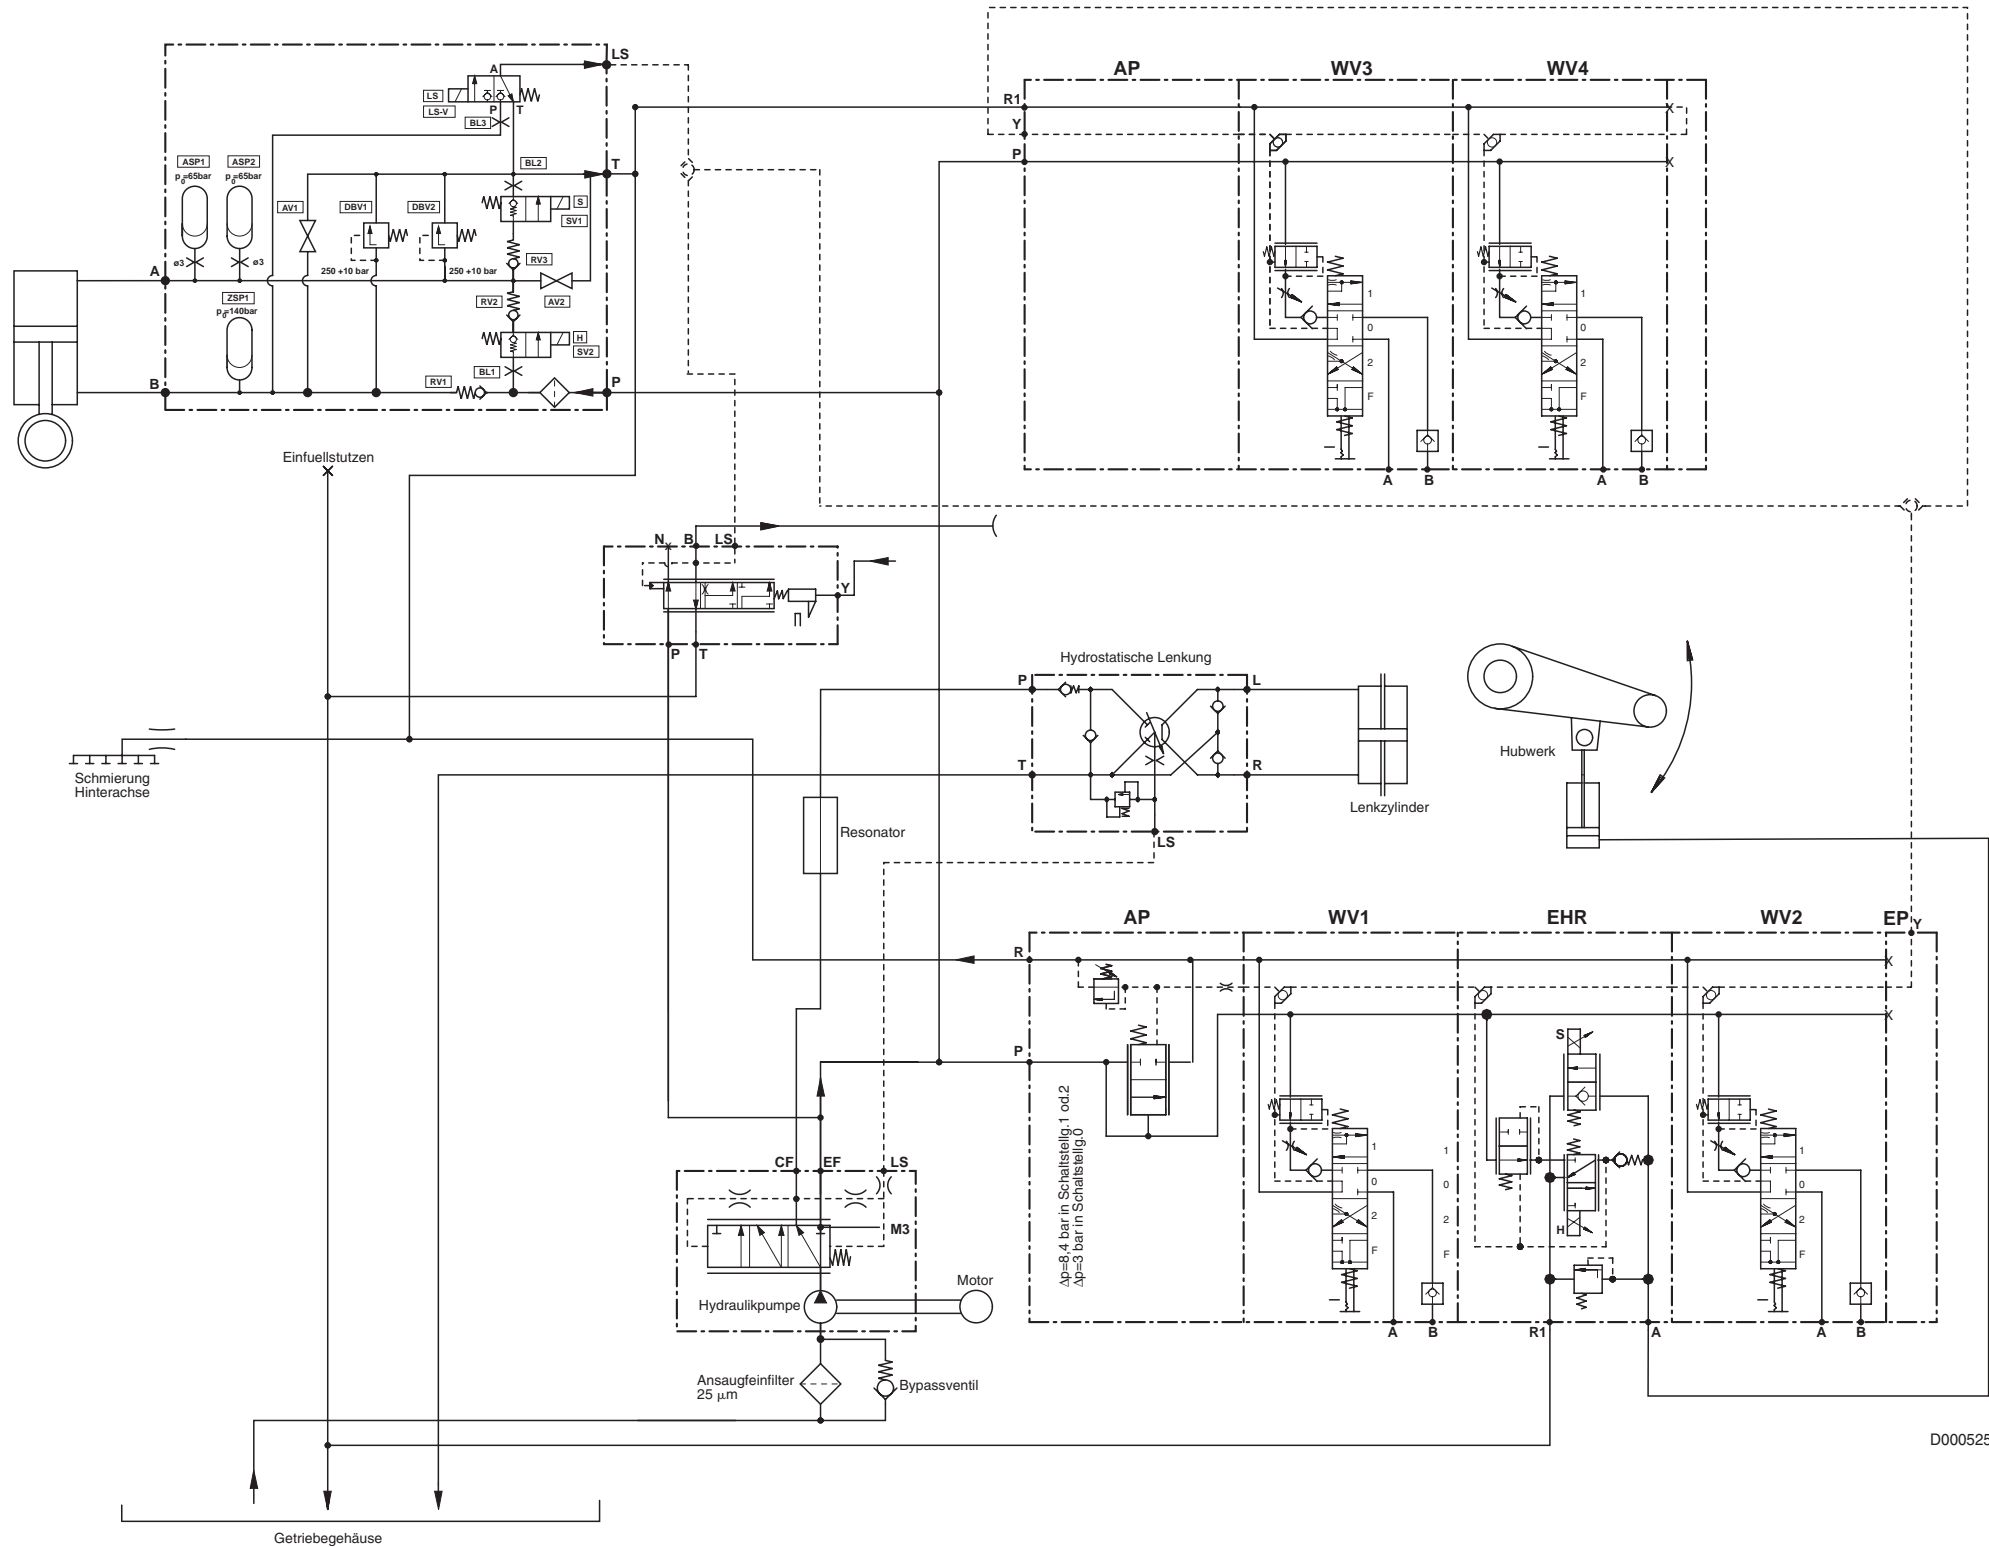 AP
WV3
WV4
LS
A
LS
LS-V
P
T
BL3
R1
Y
P
X
X
ASP1
p0=65bar
ASP2
p0=65bar
BL2
T
AV1
DBV1
DBV2
S
SV1
ø3
ø3
RV3
A
250 +10 bar
250 +10 bar
ZSP1
p0=140bar
RV2
AV2
H
SV2
BL1
B
RV1
P
1
0
2
F
1
0
2
F
A
B
A
B
Einfuellstutzen
N
B
LS
Y
P
T
Hydrostatische Lenkung
P
L
T
R
LS
Lenkzylinder
Hubwerk
Schmierung
Hinterachse
Resonator
AP
WV1
EHR
WV2
EP
Y
R
X
P
X
S
H
Δp=8,4 bar in Schaltstellg.1 od.2
Δp=3 bar in Schaltstellg.0
1
0
2
F
1
0
2
F
1
0
2
F
A
B
R1
A
A
B
CF
EF
LS
M3
Hydraulikpumpe
Motor
Ansaugfeinfilter
25 µm
Bypassventil
D000525
Getriebegehäuse